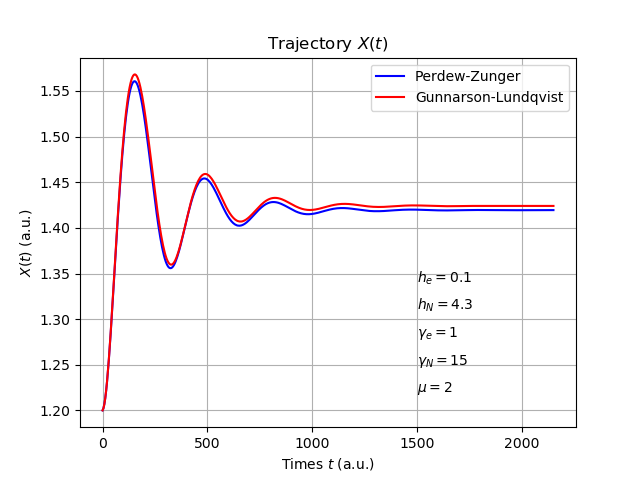 Trajectory X(t)
Perdew-Zunger
Gunnarson-Lundqvist
X(t) (a.u.)
1.55
1.50
1.45
1.40
1.35
1.30
1.25
1.20
h_e = 0.1
h_N = 4.3
γ_e = 1
γ_N = 15
μ = 2
0 500 1000 1500 2000
Times t (a.u.)